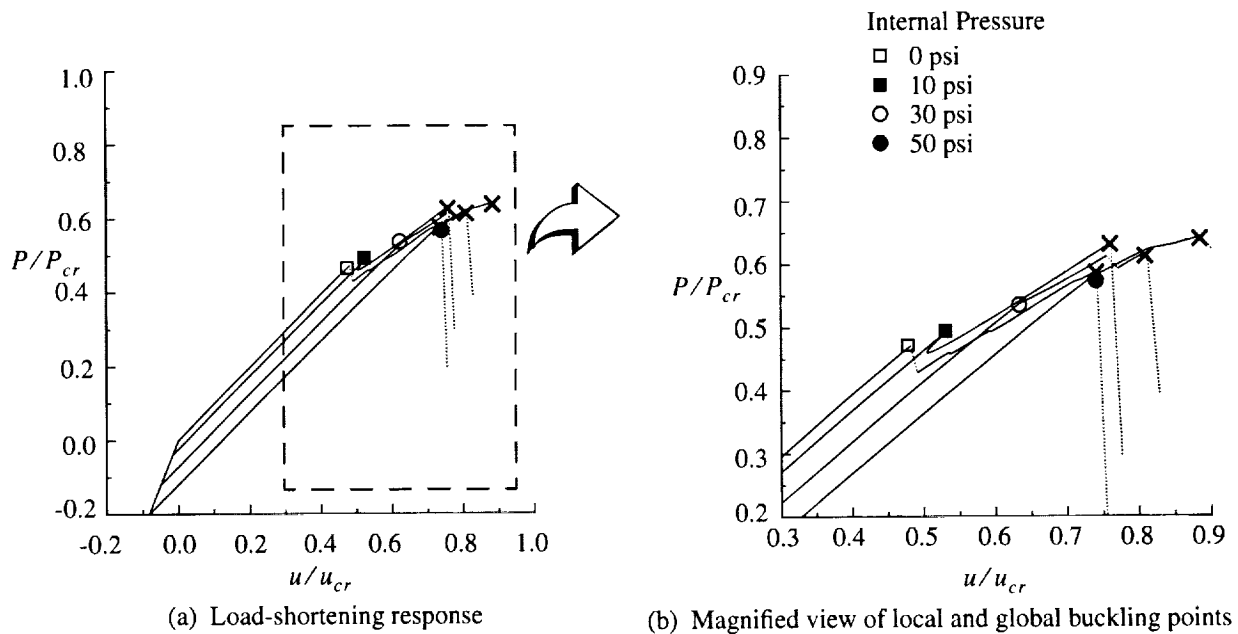 Internal Pressure
0 psi
10 psi
30 psi
50 psi
1.0
0.8
0.6
P/P_cr
0.4
0.2
0.0
-0.2
-0.2 0.0 0.2 0.4 0.6 0.8 1.0
u/u_cr
(a) Load-shortening response
0.9
0.8
0.7
0.6
P/P_cr
0.5
0.4
0.3
0.2
0.3 0.4 0.5 0.6 0.7 0.8 0.9
u/u_cr
(b) Magnified view of local and global buckling points